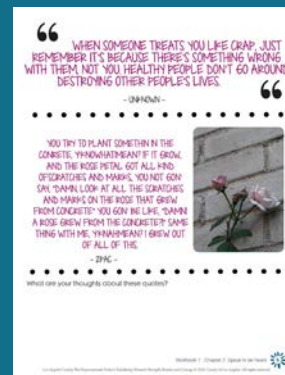 WHEN SOMEONE TREATS YOU LIKE CRAP, JUST
REMEMBER IT'S BECAUSE THERE'S SOMETHING WRONG
WITH THEM, NOT YOU. HEALTHY PEOPLE DON'T GO AROUND
DESTROYING OTHER PEOPLE'S LIVES.
- UNKNOWN -
YOU TRY TO PLANT SOMETHIN IN THE
CONRETE, Y'KNOWHATIMEAN? IF IT GROW,
AND THE ROSE PETAL GOT ALL KIND
OFSCRATCHES AND MARKS, YOU NOT GON'
SAY, "DAMN, LOOK AT ALL THE SCRATCHES
AND MARKS ON THE ROSE THAT GREW
FROM CONCRETE" YOU GON' BE LIKE, "DAMN!
A ROSE GREW FROM THE CONCRETE?!" SAME
THING WITH ME, Y'KNAHMEAN? I GREW OUT
OF ALL OF THIS
- 2PAC -
What are your thoughts about these quotes?
Workbook 1 : Chapter 2: Speak to be heard